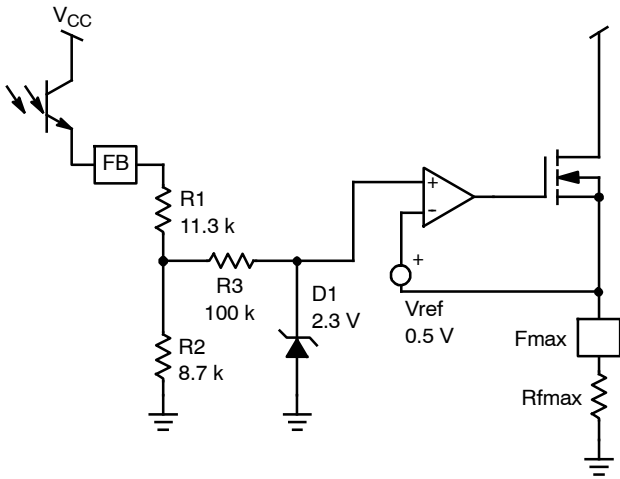 VCC
FB
R1
11.3 k
R3
100 k
D1
2.3 V
R2
8.7 k
+
-
+
Vref
0.5 V
Fmax
Rfmax